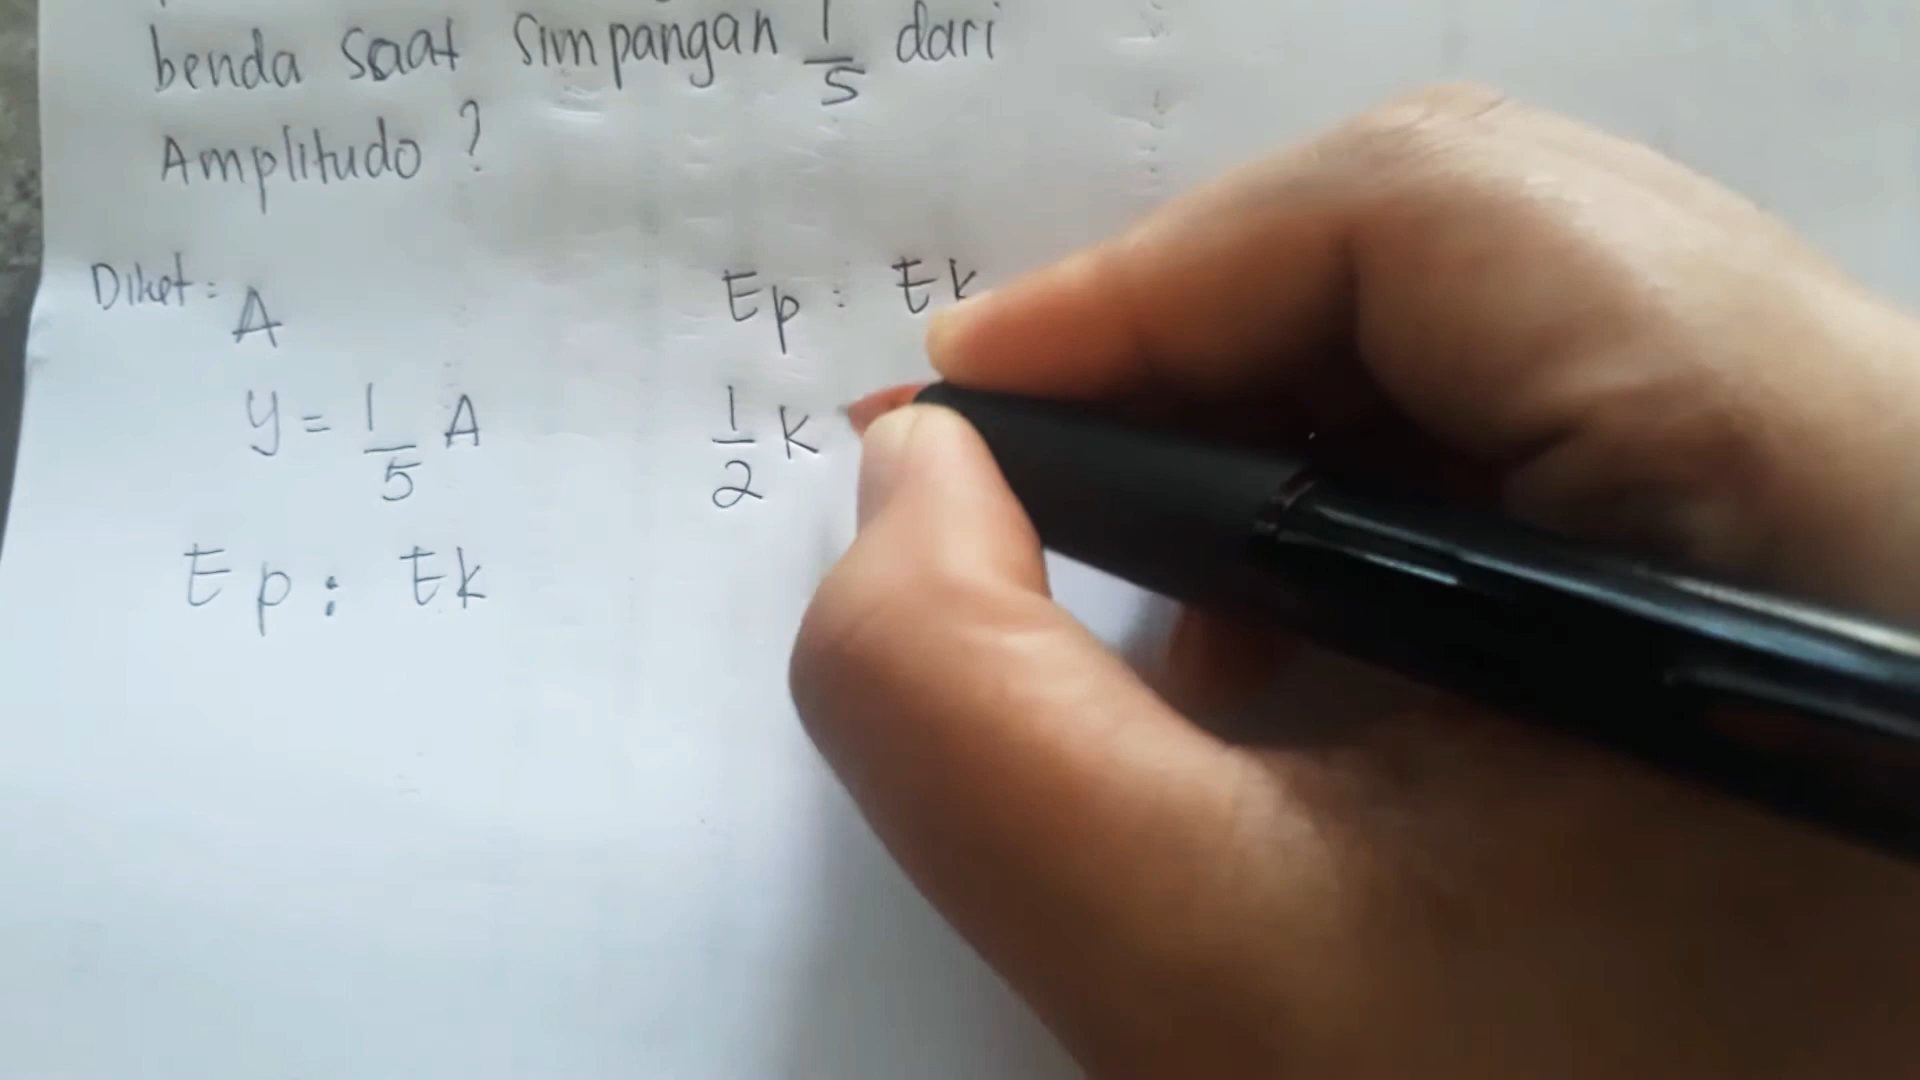 benda saat simpangan 1/5 dari
Amplitudo ?
Diket : A
y = 1/5 A
Ep : Ek
Ep : Ek
1/2 k